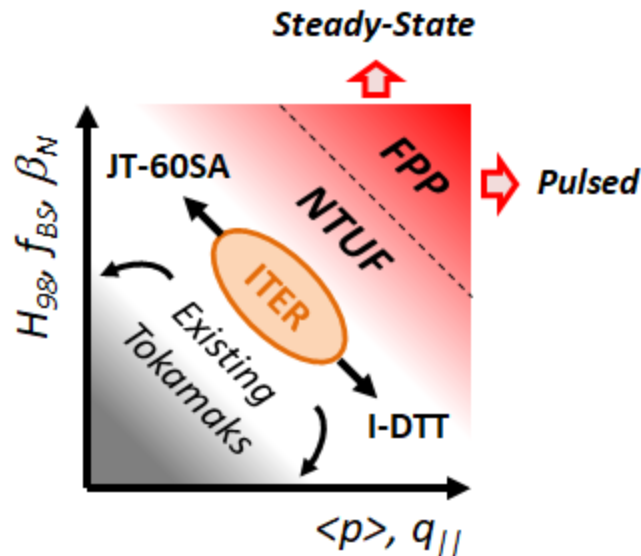 Steady-State
FPP
Pulsed
JT-60SA
NTUF
ITER
Existing
Tokamaks
I-DTT
H98, fBS, βN
<p>, q||